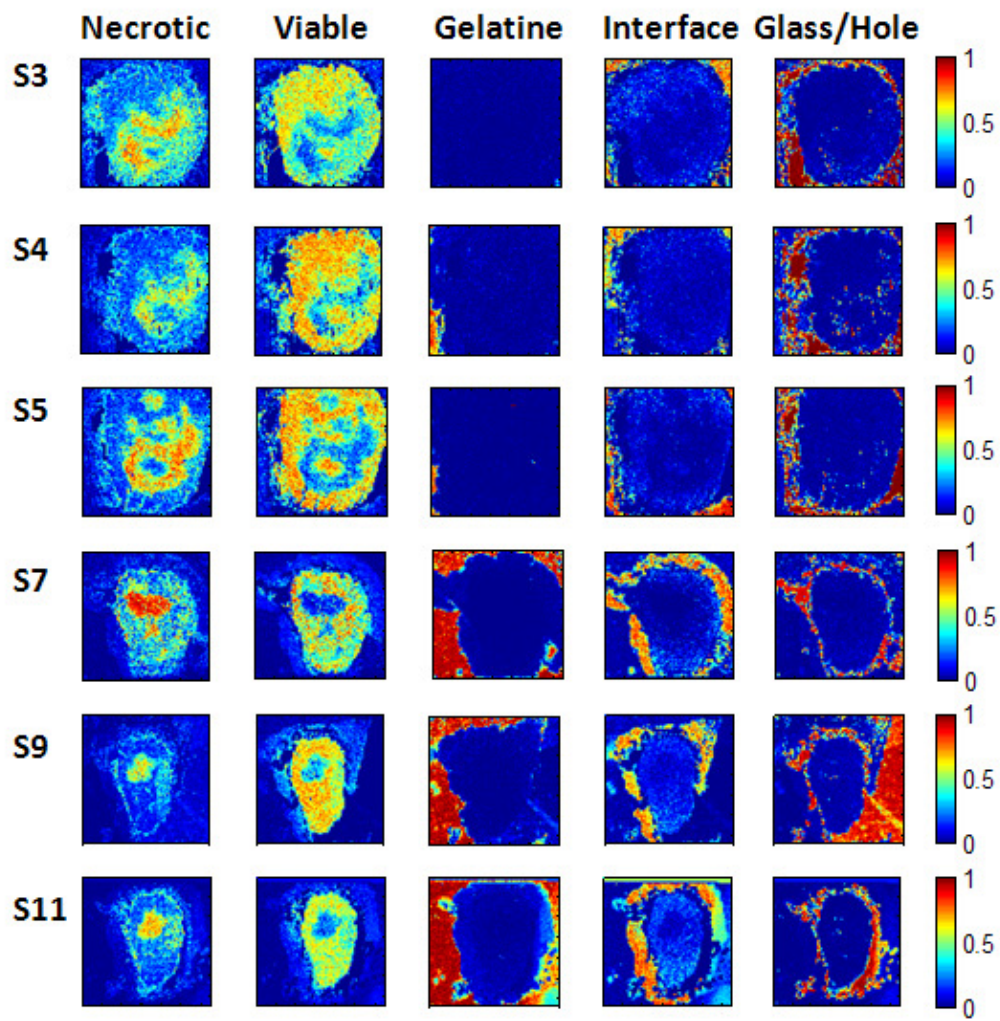 Necrotic Viable Gelatine Interface Glass/Hole
S3 1 0.5 0
S4 1 0.5 0
S5 1 0.5 0
S7 1 0.5 0
S9 1 0.5 0
S11 1 0.5 0